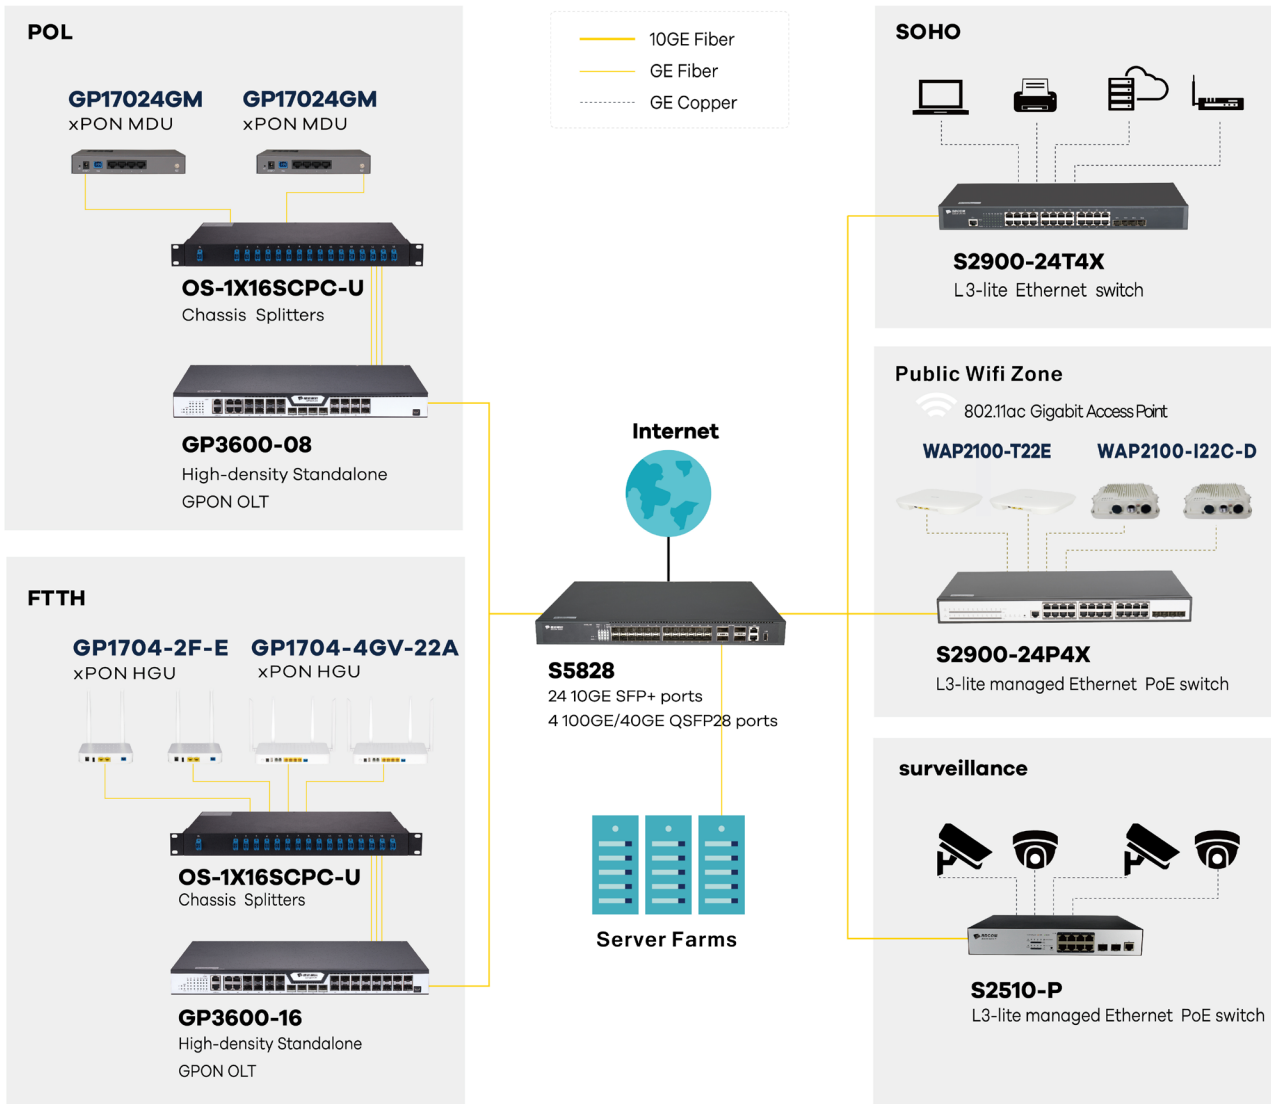 POL
GP17024GM
xPON MDU
GP17024GM
xPON MDU
OS-1X16SCPC-U
Chassis Splitters
GP3600-08
High-density Standalone
GPON OLT
FTTH
GP1704-2F-E
xPON HGU
GP1704-4GV-22A
xPON HGU
OS-1X16SCPC-U
Chassis Splitters
GP3600-16
High-density Standalone
GPON OLT
10GE Fiber
GE Fiber
GE Copper
Internet
S5828
24 10GE SFP+ ports
4 100GE/40GE QSFP28 ports
Server Farms
SOHO
S2900-24T4X
L3-lite Ethernet switch
Public Wifi Zone
802.11ac Gigabit Access Point
WAP2100-T22E
WAP2100-I22C-D
S2900-24P4X
L3-lite managed Ethernet PoE switch
surveillance
S2510-P
L3-lite managed Ethernet PoE switch